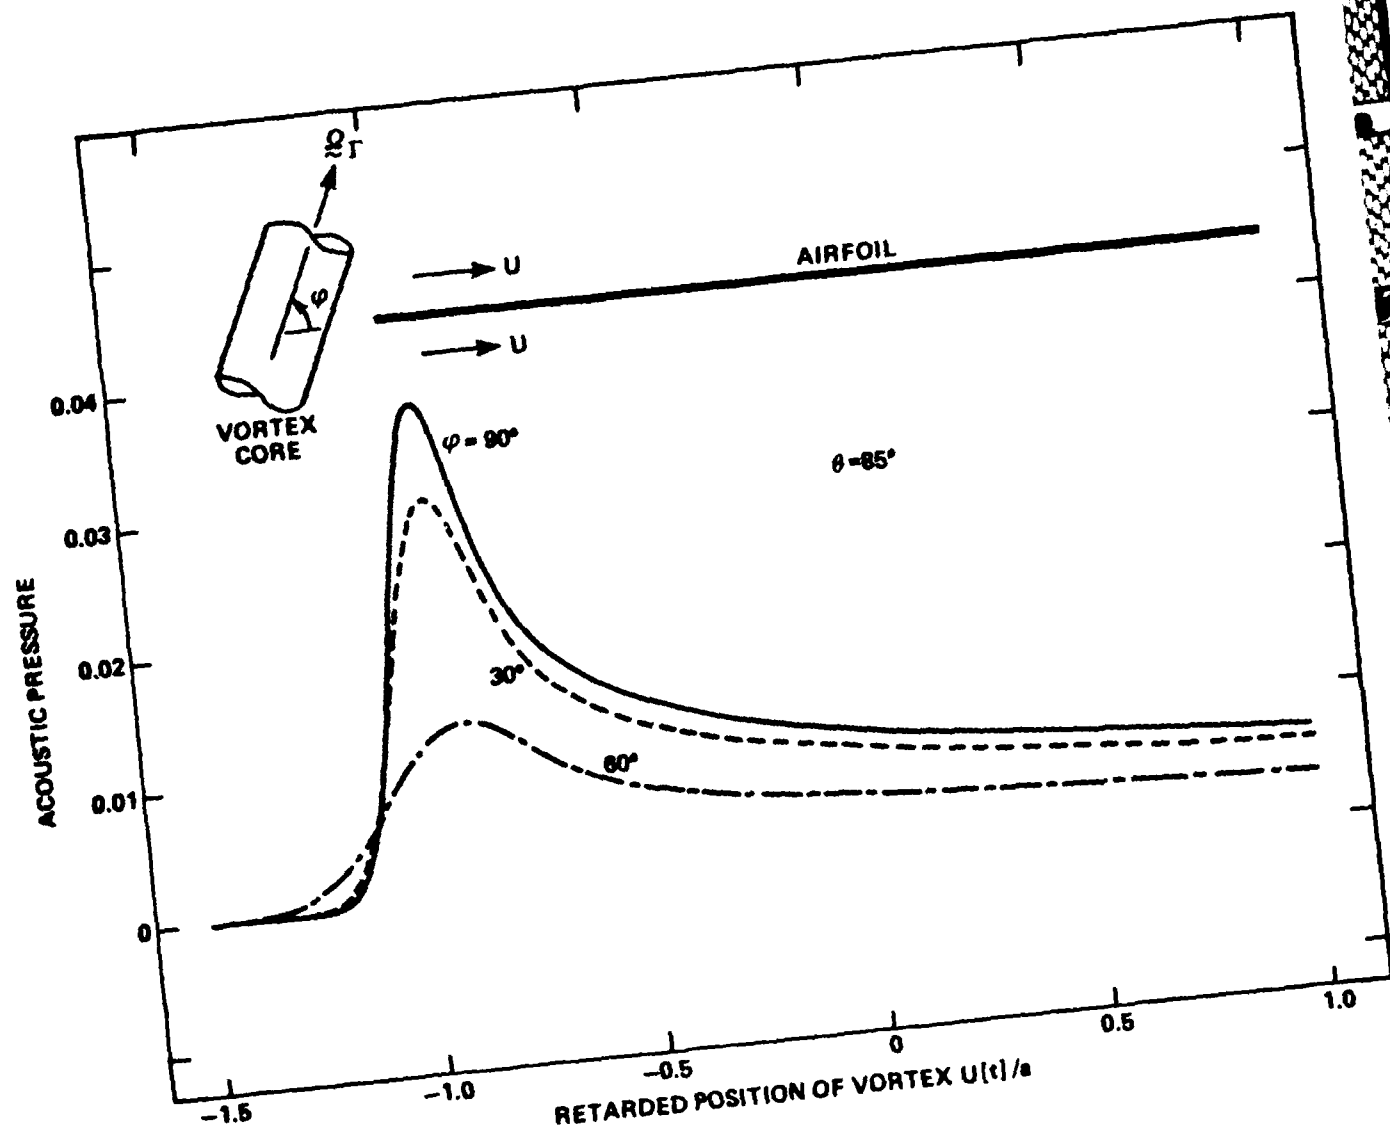 Ω Γ
φ
U
AIRFOIL
U
VORTEX
CORE
φ = 90°
θ = 85°
30°
60°
0.04
0.03
0.02
0.01
0
ACOUSTIC PRESSURE
−1.5
−1.0
−0.5
0
0.5
1.0
RETARDED POSITION OF VORTEX U[t]/a